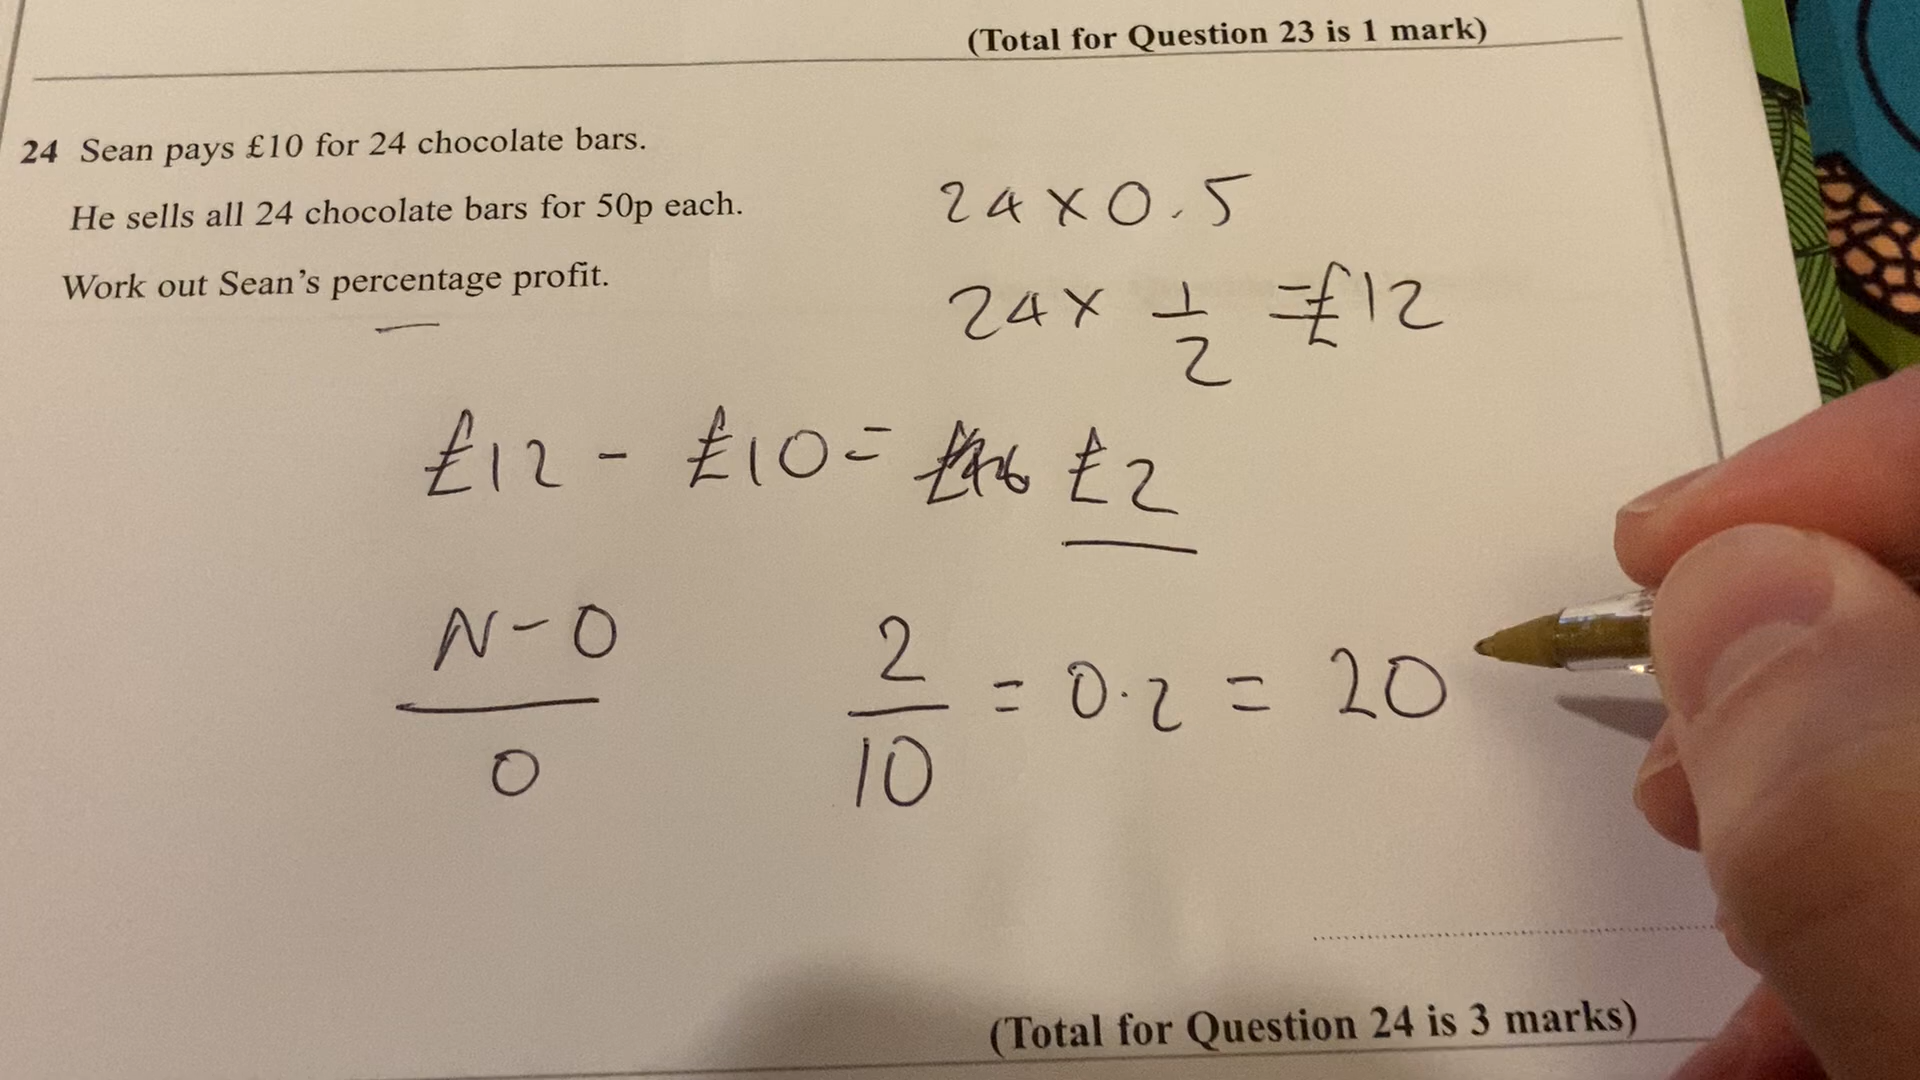 (Total for Question 23 is 1 mark)
24 Sean pays £10 for 24 chocolate bars.
He sells all 24 chocolate bars for 50p each.
Work out Sean's percentage profit.
24 × 0.5
24 × 1/2 = £12
£12 - £10 = £2
N - O / O
2/10 = 0.2 = 20
(Total for Question 24 is 3 marks)